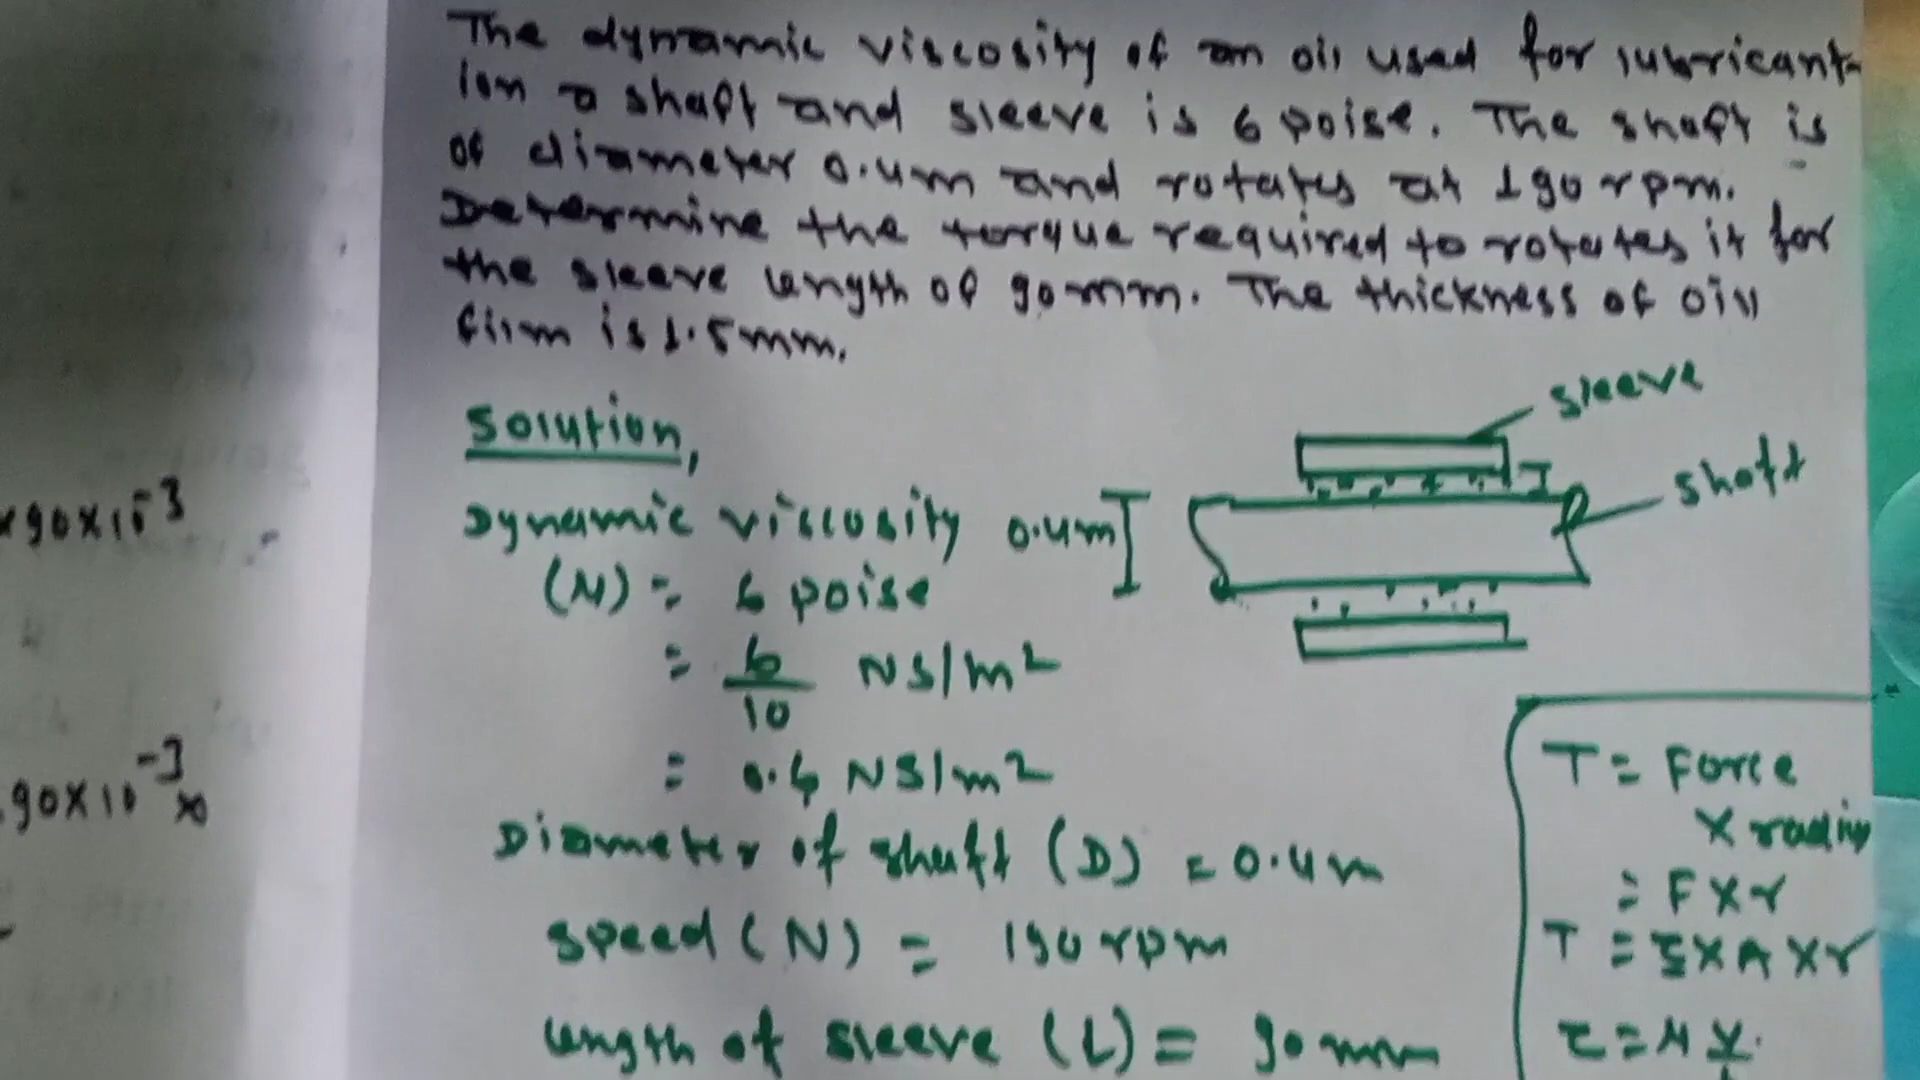 The dynamic viscosity of an oil used for lubricant-
ion a shaft and sleeve is 6 poise. The shaft is
of diameter 0.4m and rotates at 190 rpm.
Determine the torque required to rotates it for
the sleeve length of 90mm. The thickness of oil
film is 1.5mm.
Solution,
sleeve
shaft
0.4m
Dynamic viscosity
(μ) = 6 poise
= 6/10 NS/m2
= 0.6 NS/m2
Diameter of shaft (D) = 0.4m
speed (N) = 190 rpm
length of sleeve (L) = 90mm
T = Force
x radius
= F x r
T = τ x A x r
τ = μ
x90x10-3
90x10-3 x